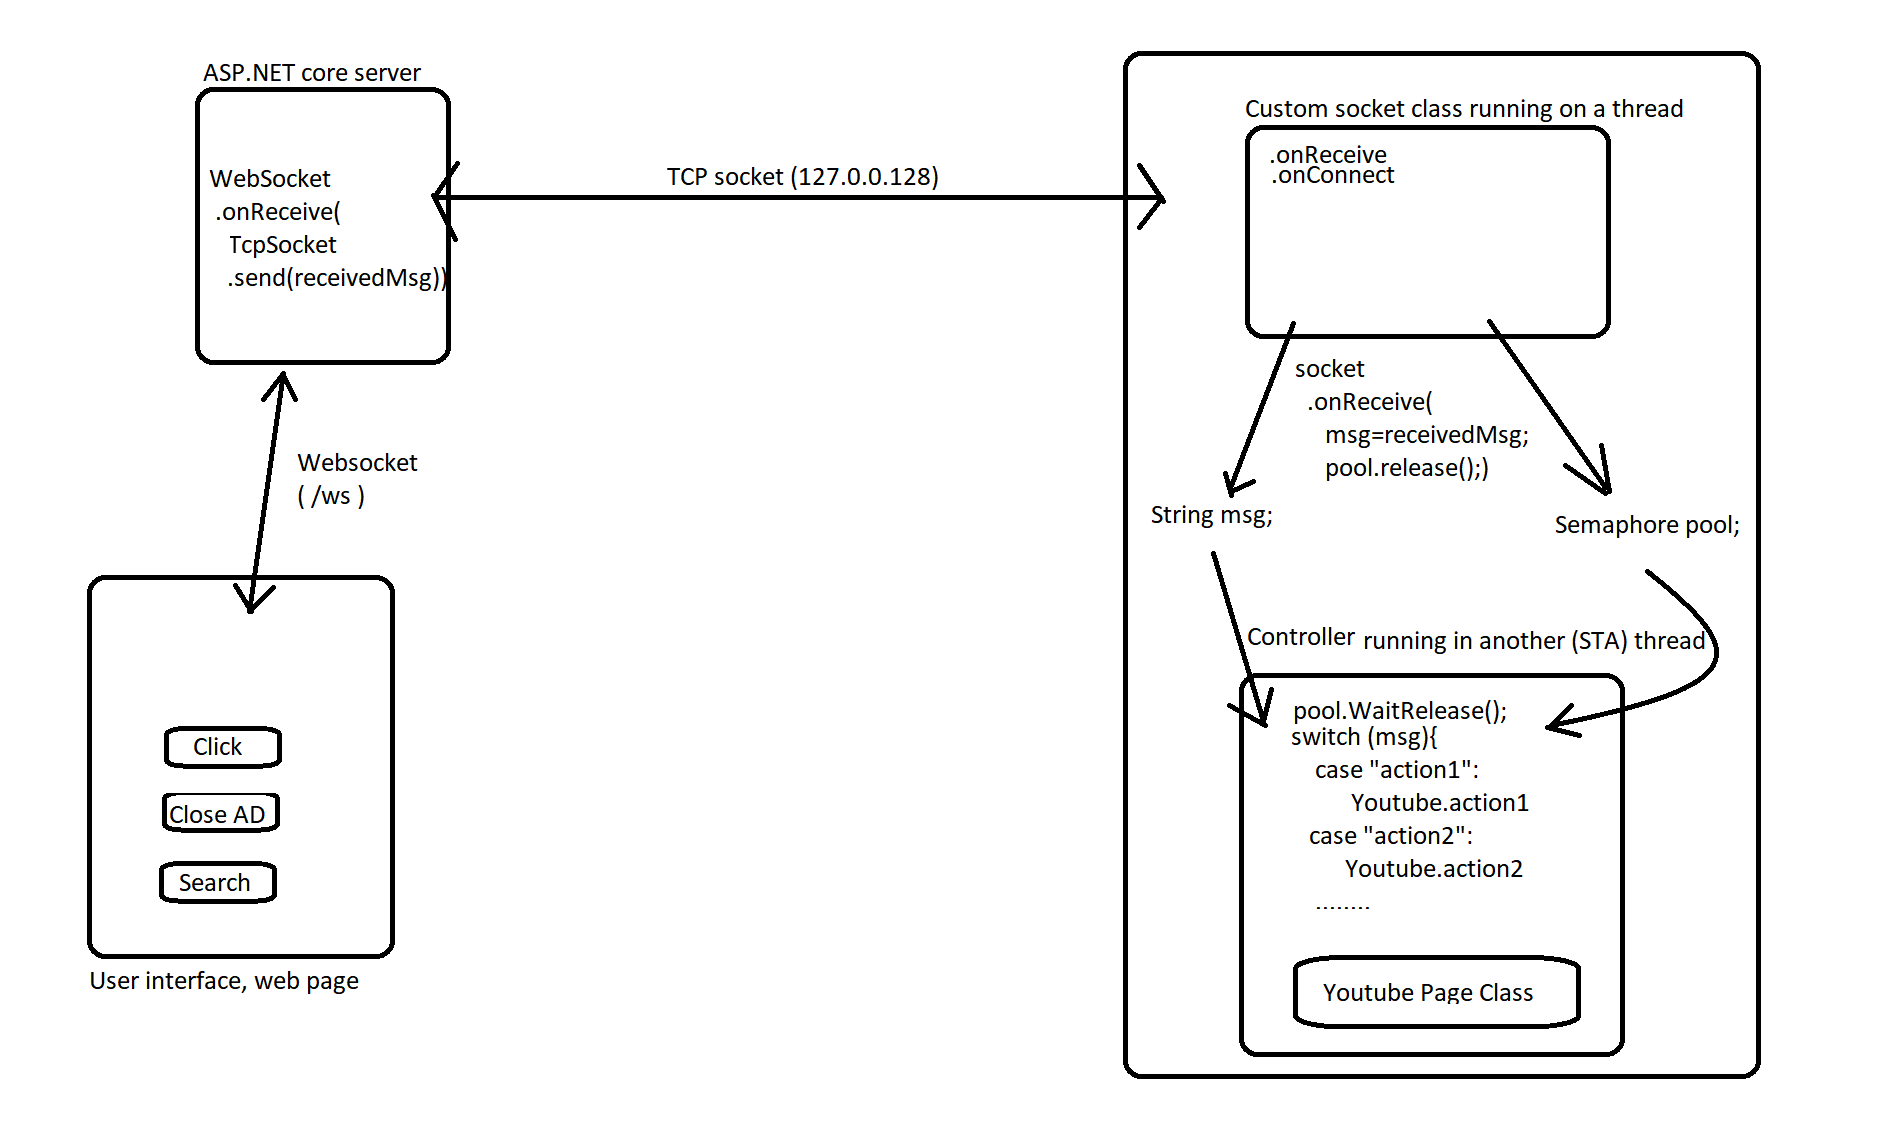 ASP.NET core server
WebSocket
.onReceive(
TcpSocket
.send(receivedMsg))
TCP socket (127.0.0.128)
Custom socket class running on a thread
.onReceive
.onConnect
socket
.onReceive(
msg=receivedMsg;
pool.release();)
String msg;
Semaphore pool;
Websocket
( /ws )
Controller running in another (STA) thread
pool.WaitRelease();
switch (msg){
case "action1":
Youtube.action1
case "action2":
Youtube.action2
........
Youtube Page Class
Click
Close AD
Search
User interface, web page